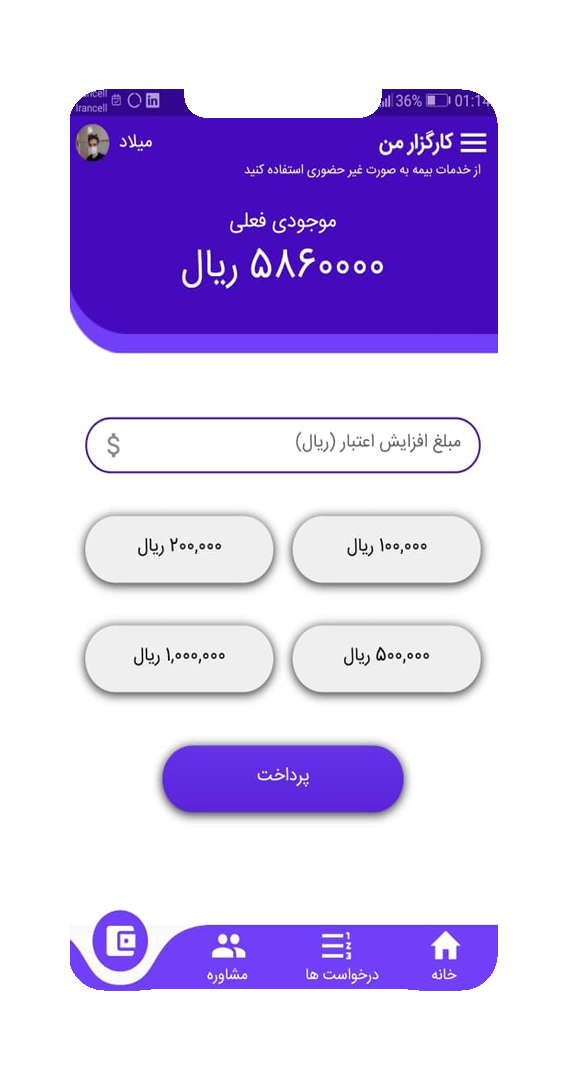 Irancell 36% 01:14
کارگزار من میلاد
از خدمات بیمه به صورت غیر حضوری استفاده کنید
موجودی فعلی
۵۸۶۰۰۰۰ ریال
مبلغ افزایش اعتبار (ریال) $
۱۰۰,۰۰۰ ریال
۲۰۰,۰۰۰ ریال
۵۰۰,۰۰۰ ریال
۱,۰۰۰,۰۰۰ ریال
پرداخت
خانه
درخواست ها
مشاوره